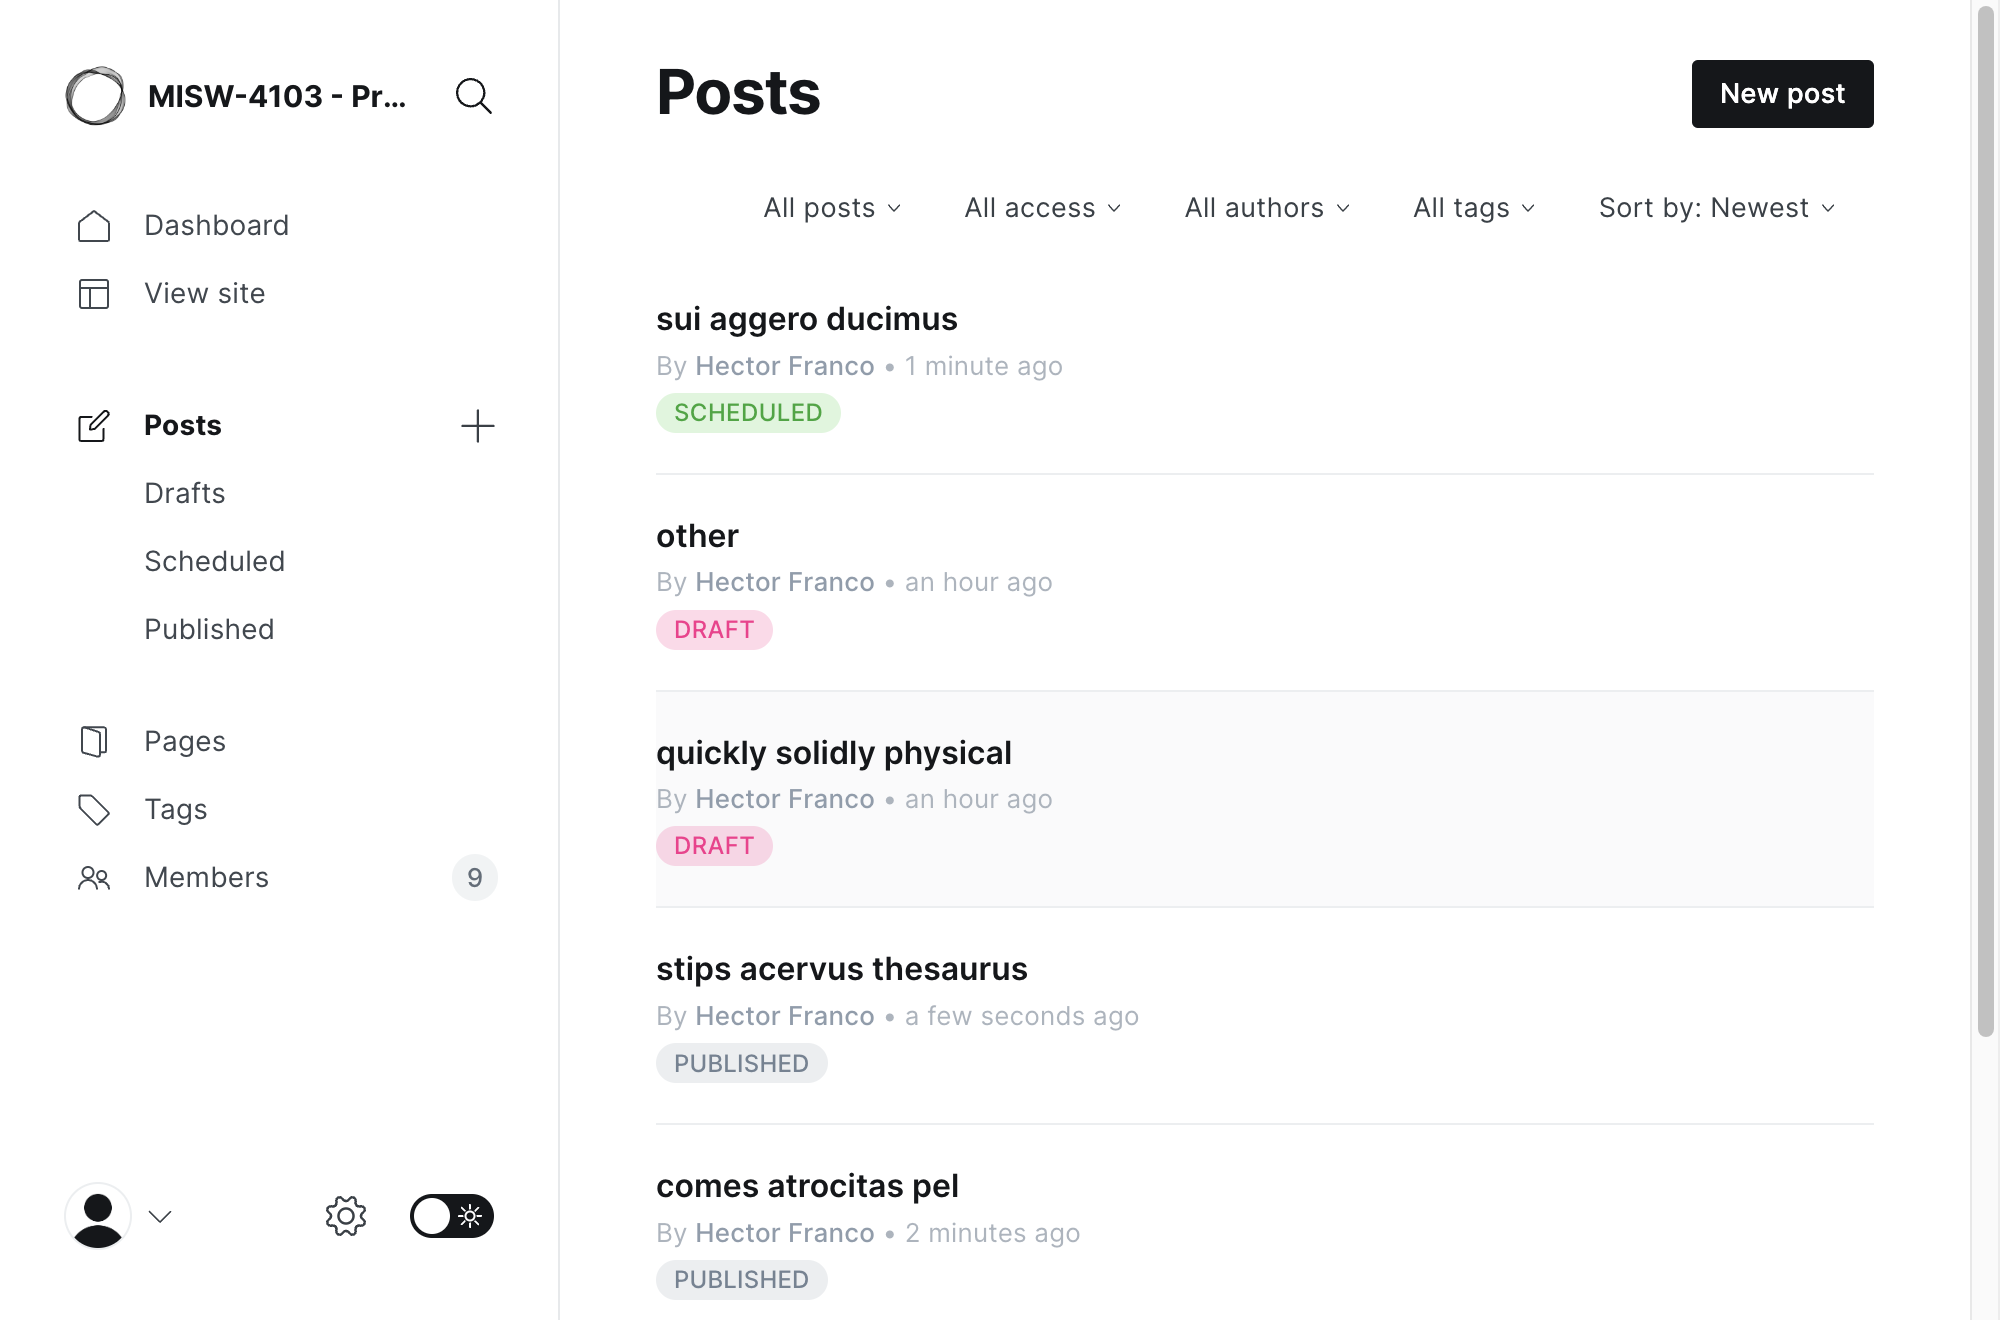 MISW-4103 - Pr...
Dashboard
View site
Posts
Drafts
Scheduled
Published
Pages
Tags
Members
9
Posts
New post
All posts
All access
All authors
All tags
Sort by: Newest
sui aggero ducimus
By Hector Franco • 1 minute ago
SCHEDULED
other
By Hector Franco • an hour ago
DRAFT
quickly solidly physical
By Hector Franco • an hour ago
DRAFT
stips acervus thesaurus
By Hector Franco • a few seconds ago
PUBLISHED
comes atrocitas pel
By Hector Franco • 2 minutes ago
PUBLISHED